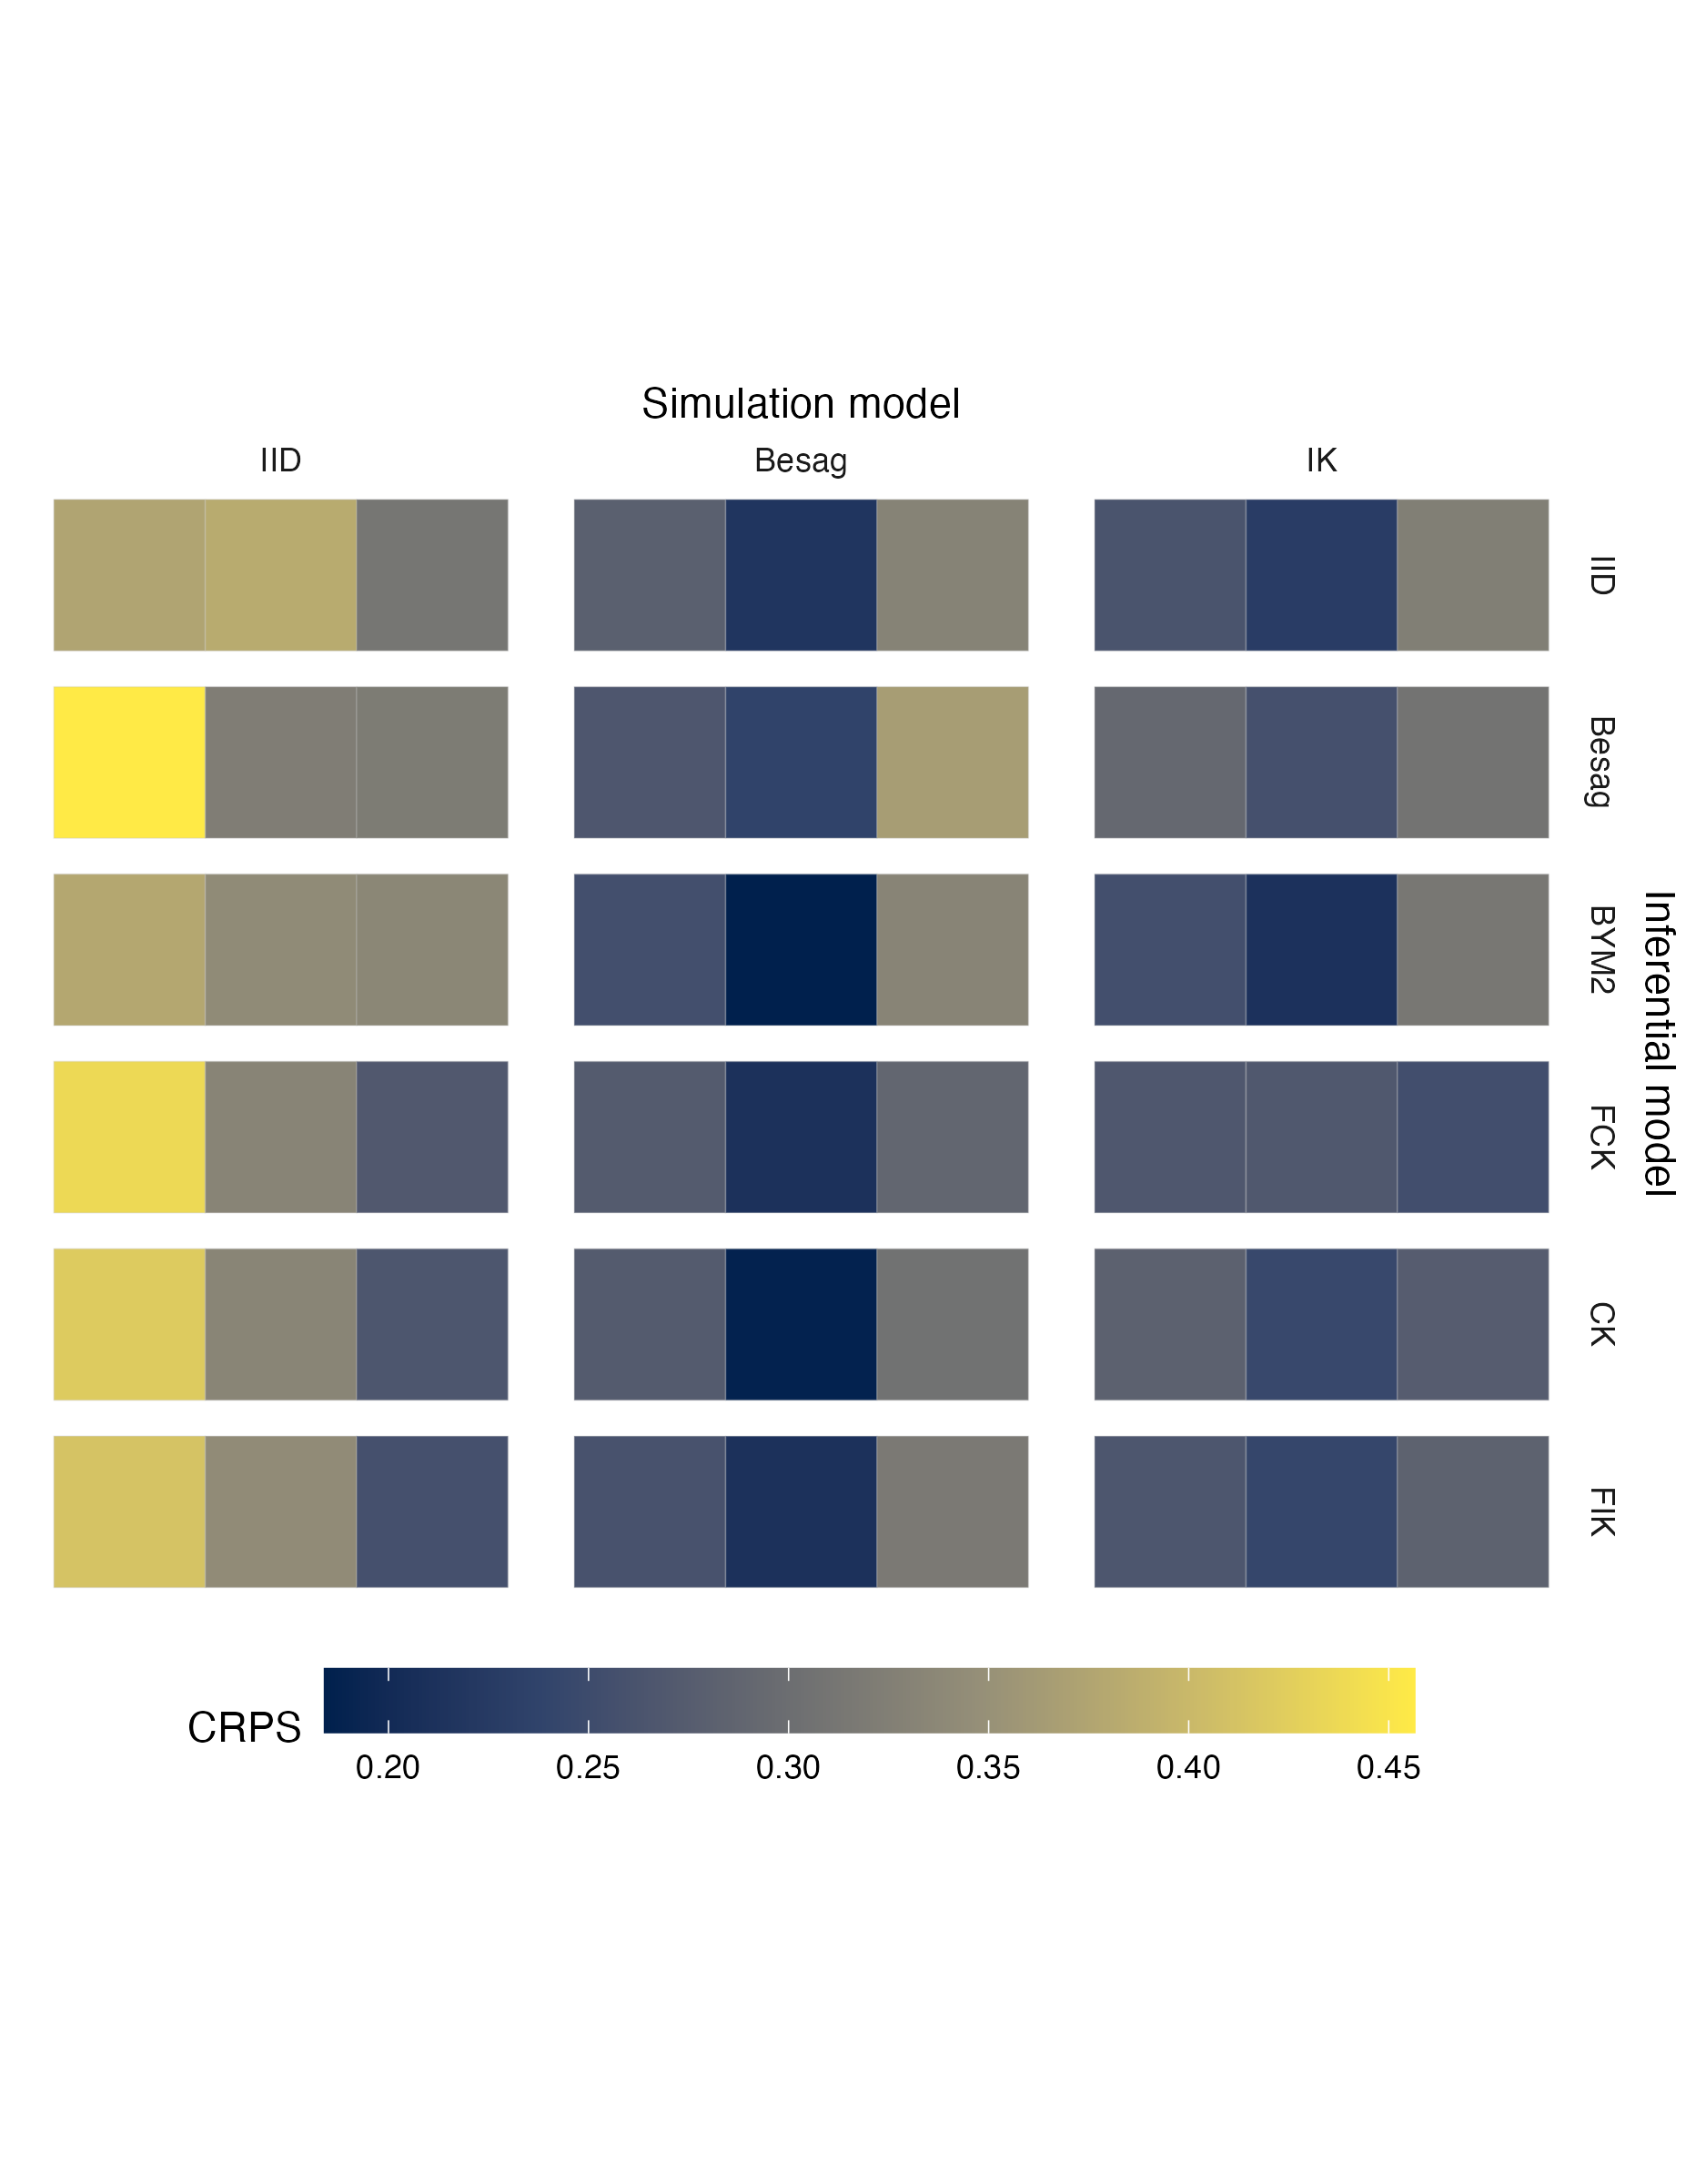 Simulation model
IID Besag IK
IID
Besag
BYM2
FCK
CK
FIK
Inferential model
CRPS
0.20 0.25 0.30 0.35 0.40 0.45